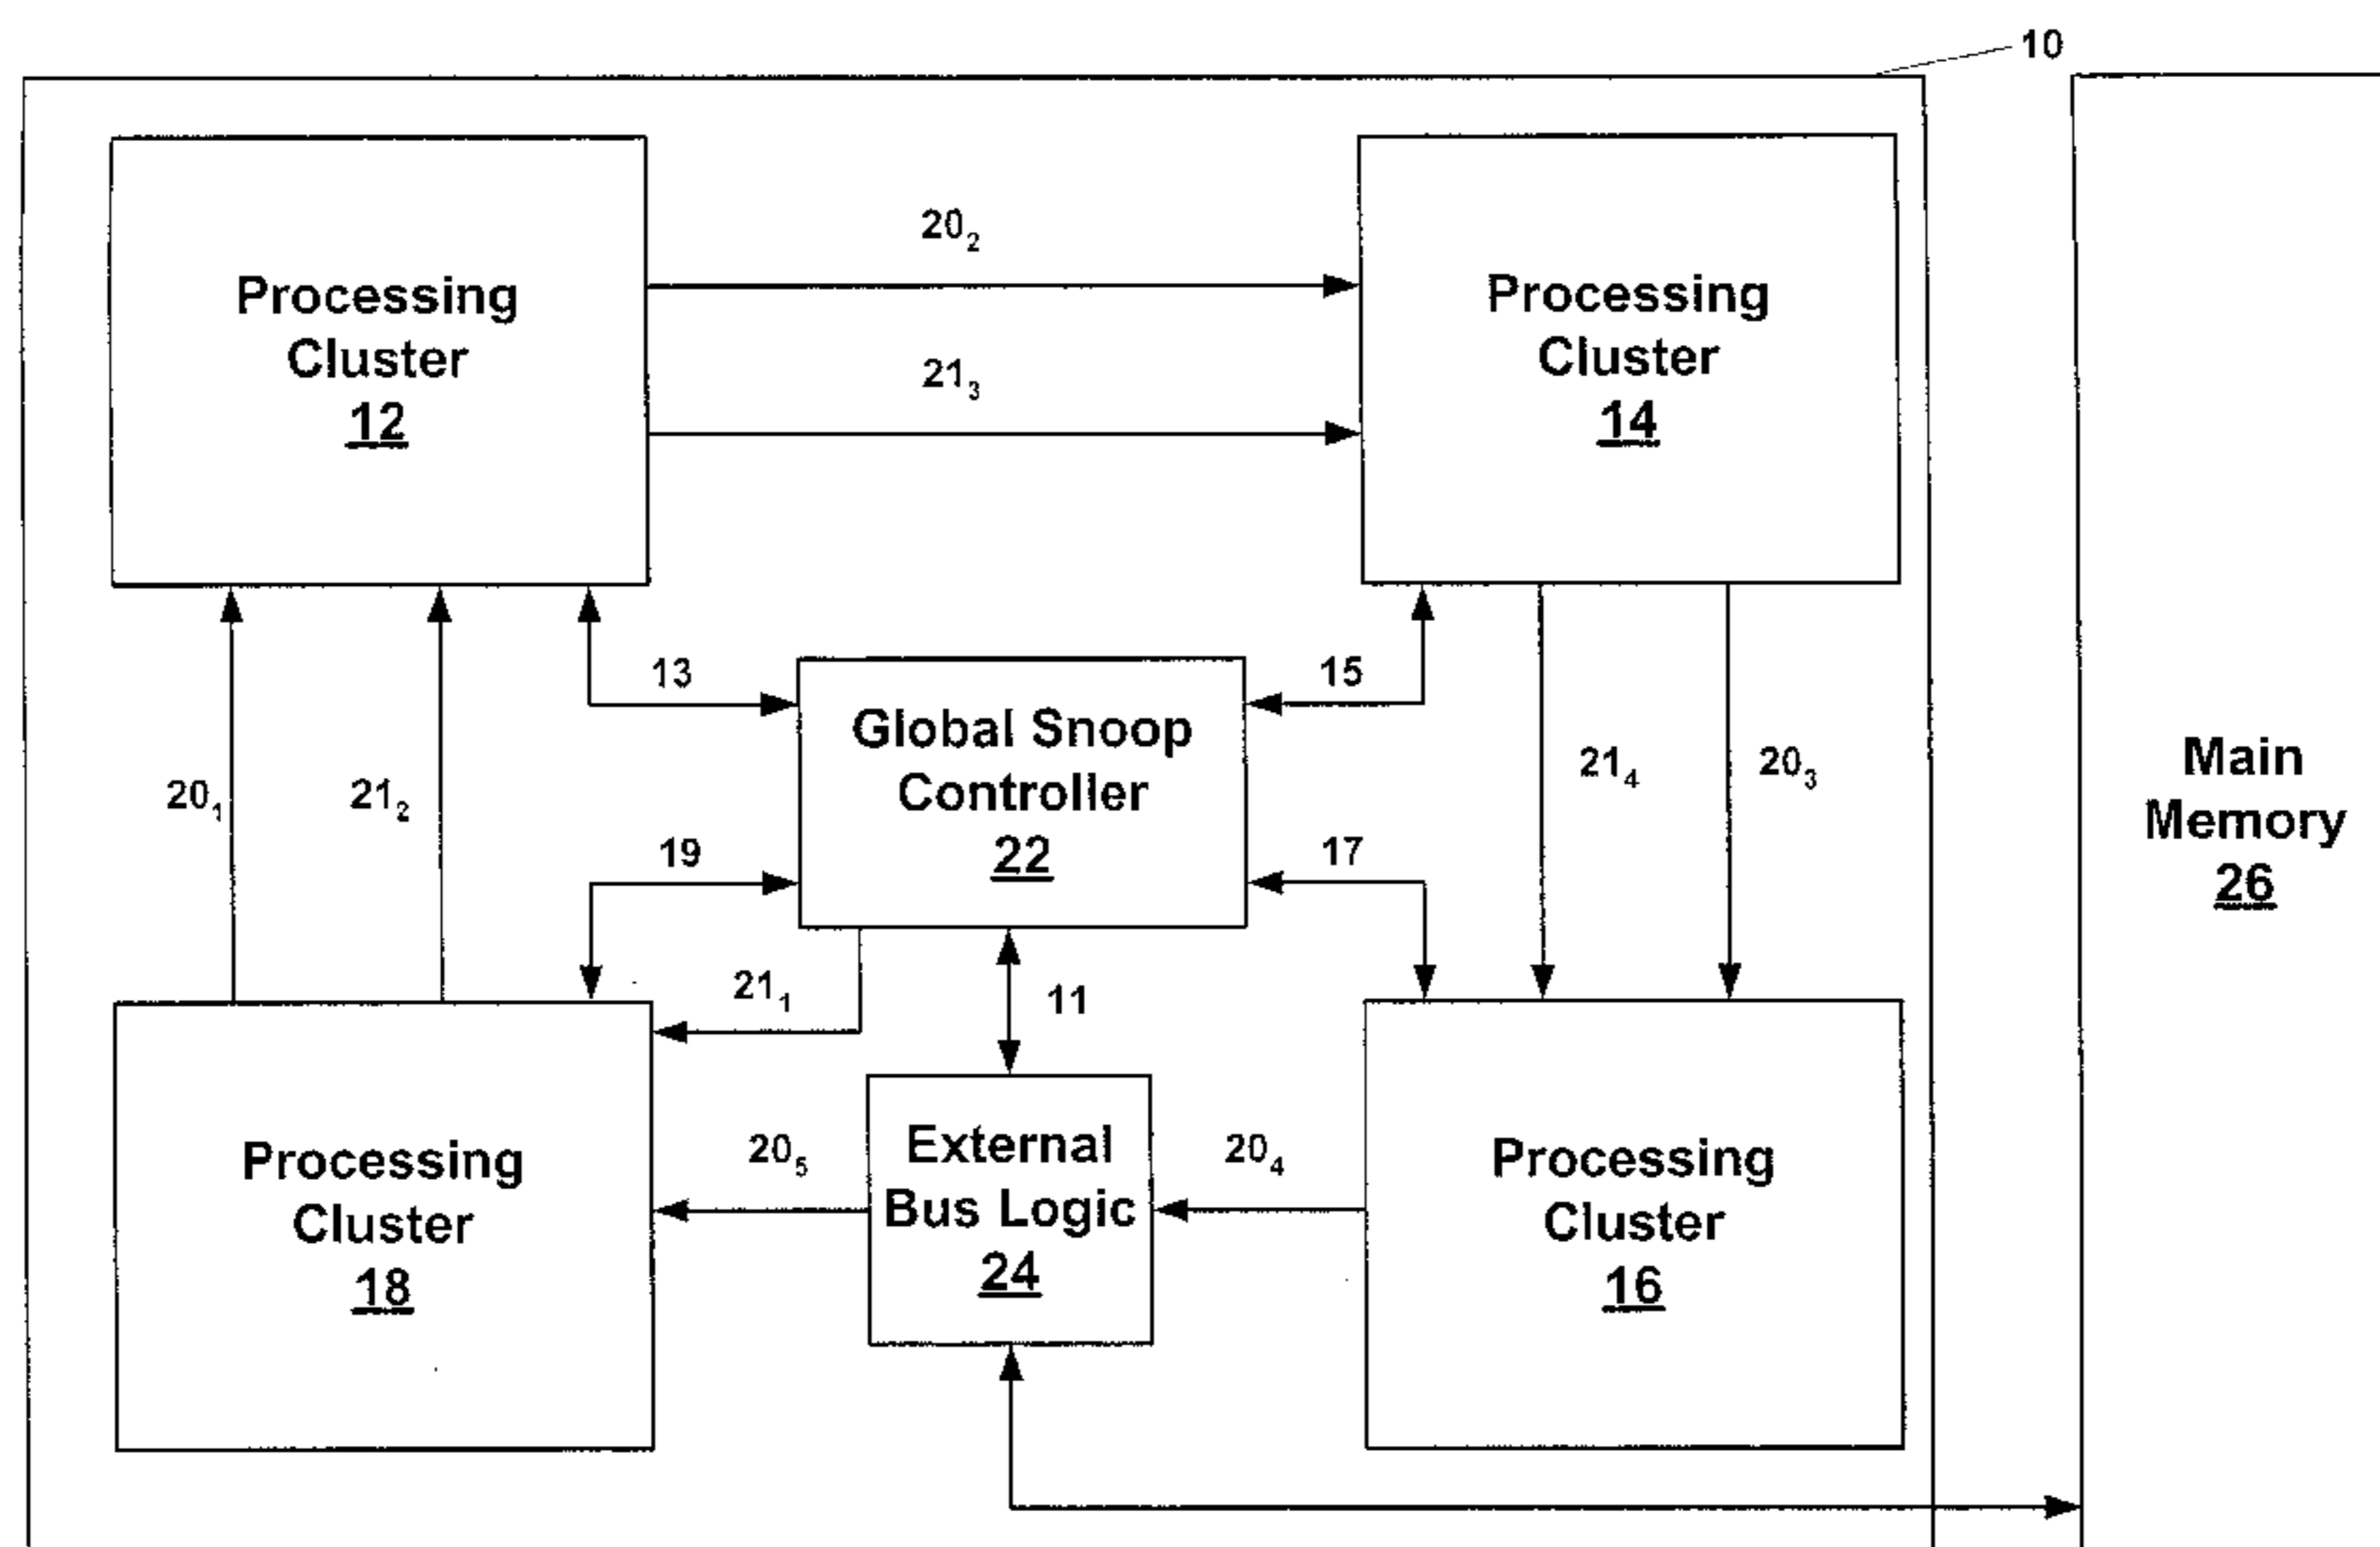 10
Processing
Cluster
12
20₂
21₃
Processing
Cluster
14
13
15
Global Snoop
Controller
22
20₁
21₂
19
17
21₄
20₃
Main
Memory
26
21₁
11
Processing
Cluster
18
20₅
External
Bus Logic
24
20₄
Processing
Cluster
16